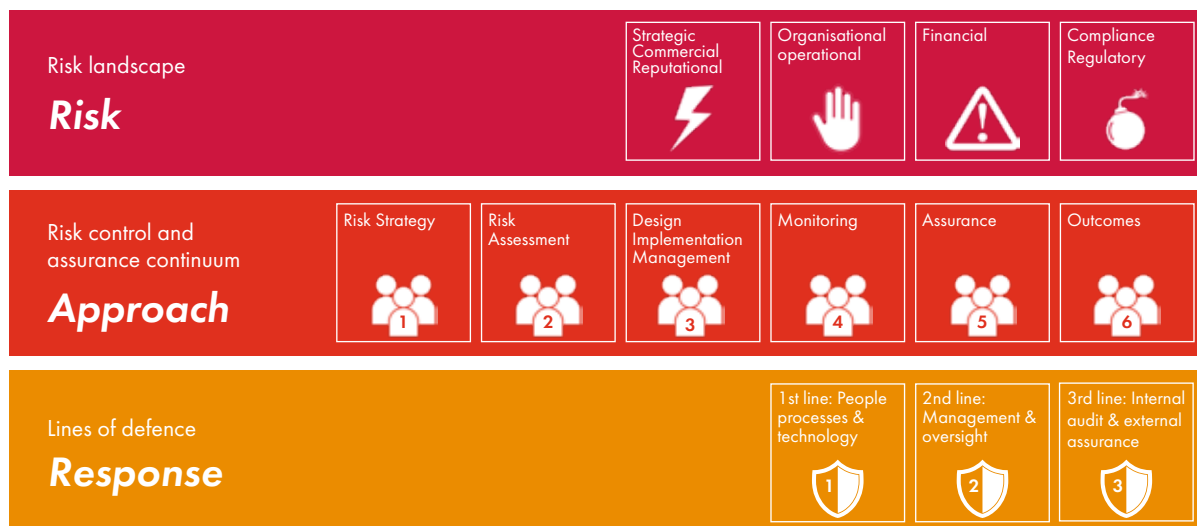 Risk landscape
Risk
Strategic
Commercial
Reputational
Organisational
operational
Financial
Compliance
Regulatory
Risk control and
assurance continuum
Approach
Risk Strategy
1
Risk
Assessment
2
Design
Implementation
Management
3
Monitoring
4
Assurance
5
Outcomes
6
Lines of defence
Response
1st line: People
processes &
technology
1
2nd line:
Management &
oversight
2
3rd line: Internal
audit & external
assurance
3